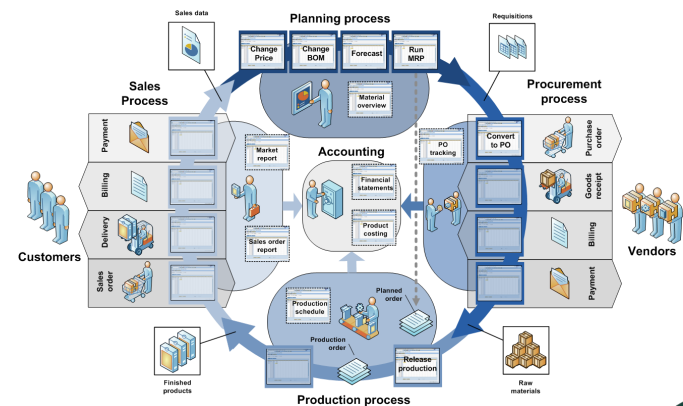 Sales data
Planning process
Requisitions
Change
Price
Change
BOM
Forecast
Run
MRP
Sales
Process
Procurement
process
Material
overview
Payment
Billing
Delivery
Sales
order
Market
report
Sales order
report
Accounting
Financial
statements
Product
costing
PO
tracking
Convert
to PO
Purchase
order
Goods
receipt
Billing
Payment
Customers
Vendors
Production
schedule
Planned
order
Production
order
Release
production
Finished
products
Raw
materials
Production process